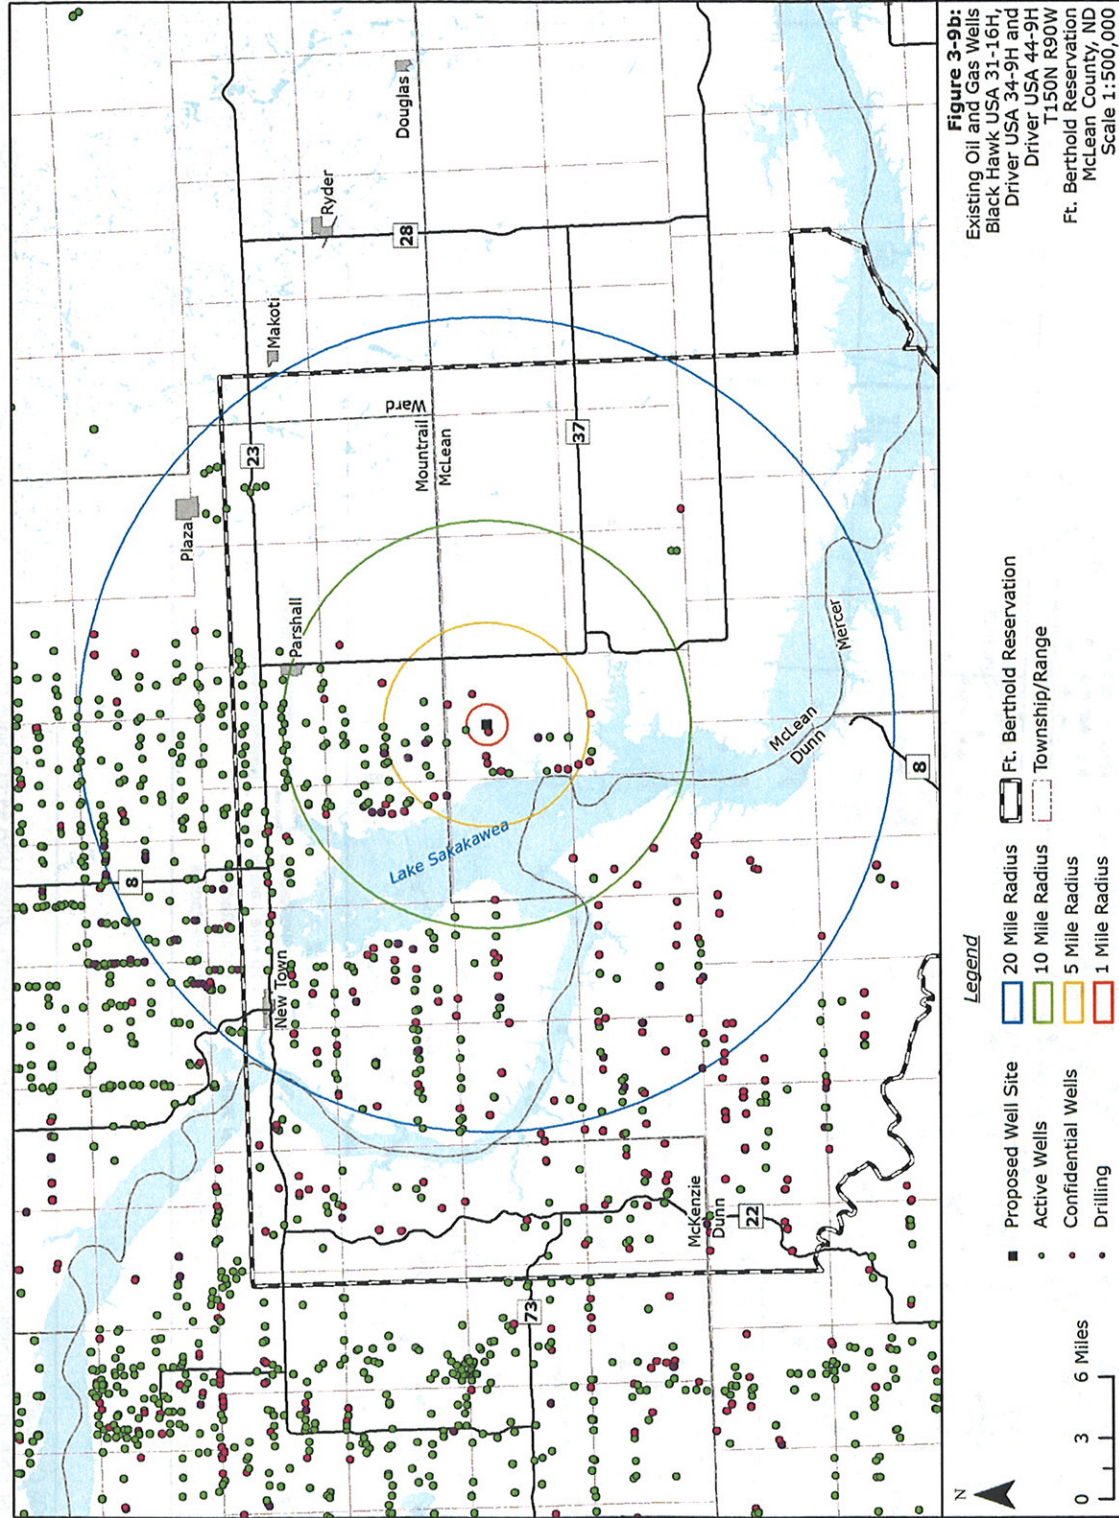 Plaza
Makoti
Ryder
Douglas
23
28
Parshall
New Town
8
Ward
Mountrail
McLean
37
Lake Sakakawea
McLean
Dunn
Mercer
8
McKenzie
Dunn
22
73
N
0 3 6 Miles
Legend
Proposed Well Site
Active Wells
Confidential Wells
Drilling
20 Mile Radius
10 Mile Radius
5 Mile Radius
1 Mile Radius
Ft. Berthold Reservation
Township/Range
Figure 3-9b:
Existing Oil and Gas Wells
Black Hawk USA 31-16H,
Driver USA 34-9H and
Driver USA 44-9H
T150N R90W
Ft. Berthold Reservation
McLean County, ND
Scale 1:500,000